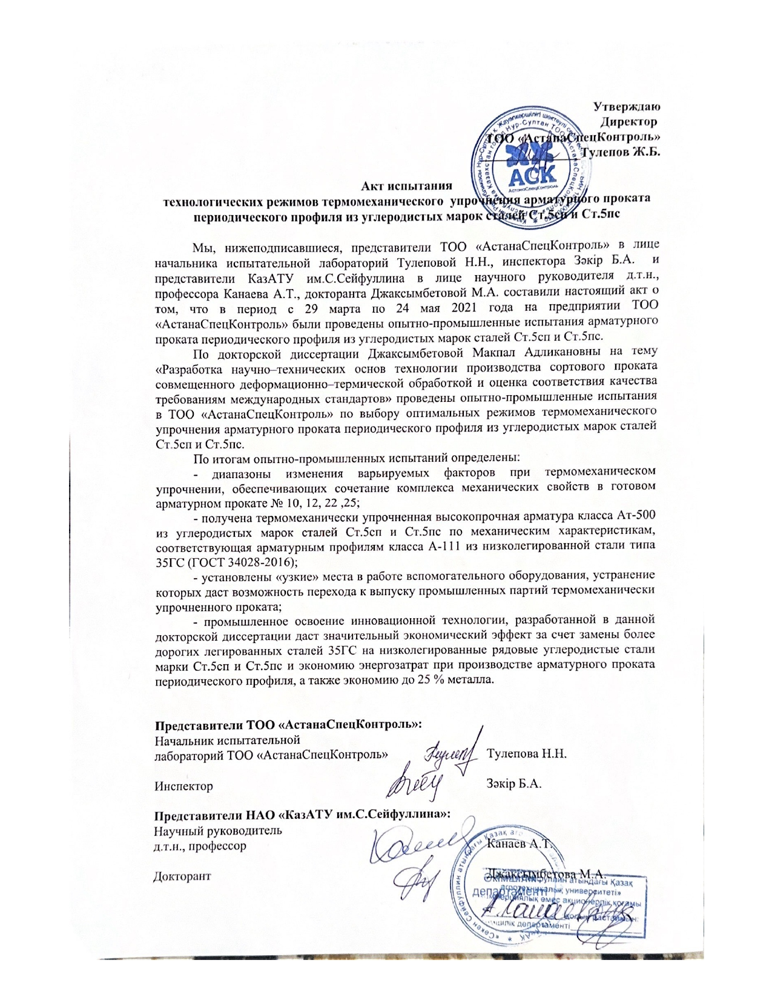 Утверждаю
Директор
ТОО «АстанаСпецКонтроль»
Тулепов Ж.Б.
АСК
АстанаСпецКонтроль
Акт испытания
технологических режимов термомеханического упрочнения арматурного проката
периодического профиля из углеродистых марок сталей Ст.5сп и Ст.5пс
Мы, нижеподписавшиеся, представители ТОО «АстанаСпецКонтроль» в лице
начальника испытательной лабораторий Тулеповой Н.Н., инспектора Зәкір Б.А. и
представители КазАТУ им.С.Сейфуллина в лице научного руководителя д.т.н.,
профессора Канаева А.Т., докторанта Джаксымбетовой М.А. составили настоящий акт о
том, что в период с 29 марта по 24 мая 2021 года на предприятии ТОО
«АстанаСпецКонтроль» были проведены опытно-промышленные испытания арматурного
проката периодического профиля из углеродистых марок сталей Ст.5сп и Ст.5пс.
По докторской диссертации Джаксымбетовой Макпал Адликановны на тему
«Разработка научно–технических основ технологии производства сортового проката
совмещенного деформационно–термической обработкой и оценка соответствия качества
требованиям международных стандартов» проведены опытно-промышленные испытания
в ТОО «АстанаСпецКонтроль» по выбору оптимальных режимов термомеханического
упрочнения арматурного проката периодического профиля из углеродистых марок сталей
Ст.5сп и Ст.5пс.
По итогам опытно-промышленных испытаний определены:
- диапазоны изменения варьируемых факторов при термомеханическом
упрочнении, обеспечивающих сочетание комплекса механических свойств в готовом
арматурном прокате № 10, 12, 22 ,25;
- получена термомеханически упрочненная высокопрочная арматура класса Ат-500
из углеродистых марок сталей Ст.5сп и Ст.5пс по механическим характеристикам,
соответствующая арматурным профилям класса А-111 из низколегированной стали типа
35ГС (ГОСТ 34028-2016);
- установлены «узкие» места в работе вспомогательного оборудования, устранение
которых даст возможность перехода к выпуску промышленных партий термомеханически
упрочненного проката;
- промышленное освоение инновационной технологии, разработанной в данной
докторской диссертации даст значительный экономический эффект за счет замены более
дорогих легированных сталей 35ГС на низколегированные рядовые углеродистые стали
марки Ст.5сп и Ст.5пс и экономию энергозатрат при производстве арматурного проката
периодического профиля, а также экономию до 25 % металла.
Представители ТОО «АстанаСпецКонтроль»:
Начальник испытательной
лабораторий ТОО «АстанаСпецКонтроль» Тулепова Н.Н.
Инспектор Зәкір Б.А.
Представители НАО «КазАТУ им.С.Сейфуллина»:
Научный руководитель
д.т.н., профессор Канаев А.Т.
Докторант Джаксымбетова М.А.
атындағы Қазақ
агротехникалық университеті»
департаменті
емес акционерлік қоғамы
қолын растаймын:
департаменті